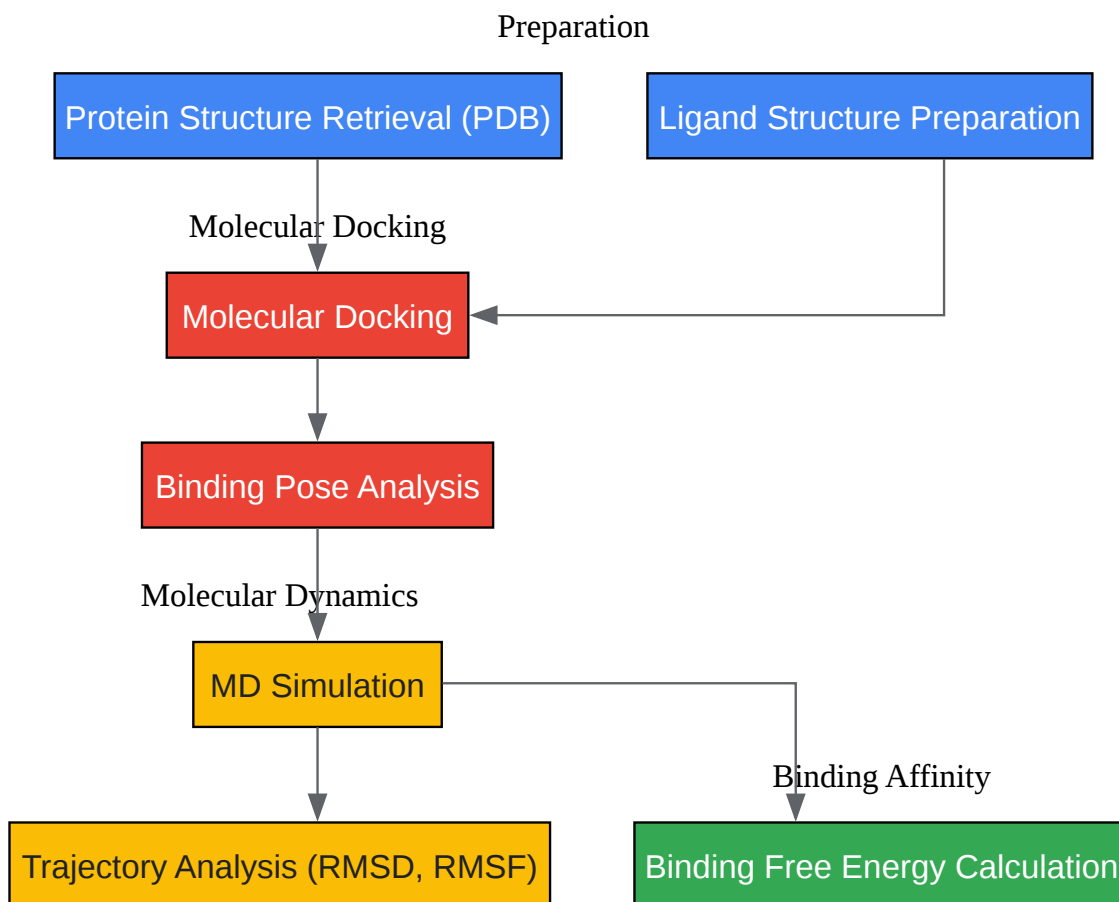 Preparation
Protein Structure Retrieval (PDB)
Ligand Structure Preparation
Molecular Docking
Molecular Docking
Binding Pose Analysis
Molecular Dynamics
MD Simulation
Binding Affinity
Trajectory Analysis (RMSD, RMSF)
Binding Free Energy Calculation